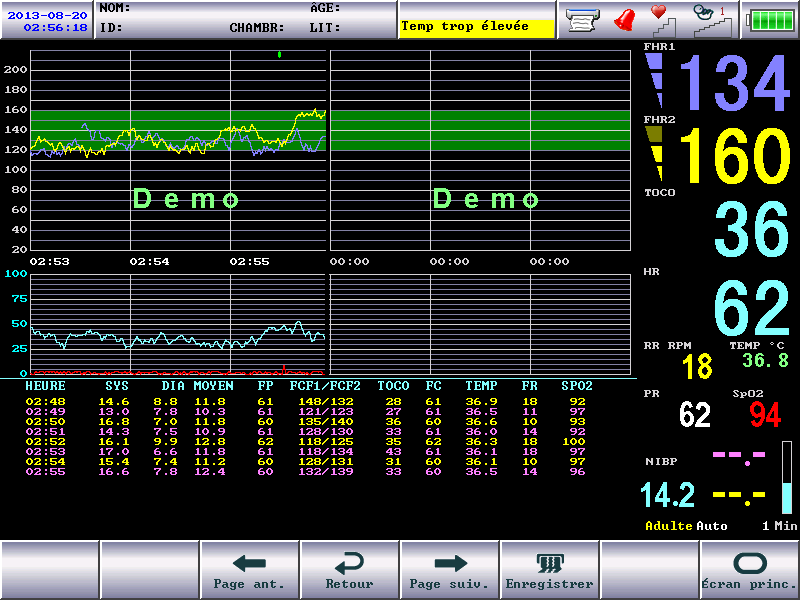 2013-08-20
02:56:18
NOM: ÂGE:
ID: CHAMBR: LIT:
Temp trop élevée
1
FHR1
134
FHR2
160
TOCO
36
HR
62
RR RPM
18
TEMP °C
36.8
PR
62
SpO2
94
NIBP
--.-
14.2
--.-
Adulte Auto 1 Min
200
180
160
140
120
100
80
60
40
20
Demo Demo
02:53 02:54 02:55 00:00 00:00 00:00
100
75
50
25
0
HEURE SYS DIA MOYEN FP FCF1/FCF2 TOCO FC TEMP FR SPO2
02:48 14.6 8.8 11.8 61 148/132 28 61 36.9 18 92
02:49 13.0 7.8 10.3 61 121/123 27 61 36.5 11 97
02:50 16.8 7.0 11.8 60 135/140 36 60 36.6 10 93
02:51 14.3 7.5 10.9 61 128/130 33 61 36.0 14 92
02:52 16.1 9.9 12.8 62 118/125 35 62 36.3 18 100
02:53 17.0 6.6 11.8 61 118/134 43 61 36.1 18 97
02:54 15.4 7.4 11.2 60 128/131 31 60 36.1 10 97
02:55 16.6 7.8 12.4 60 132/139 33 60 36.5 14 96
Page ant. Retour Page suiv. Enregistrer Écran princ.